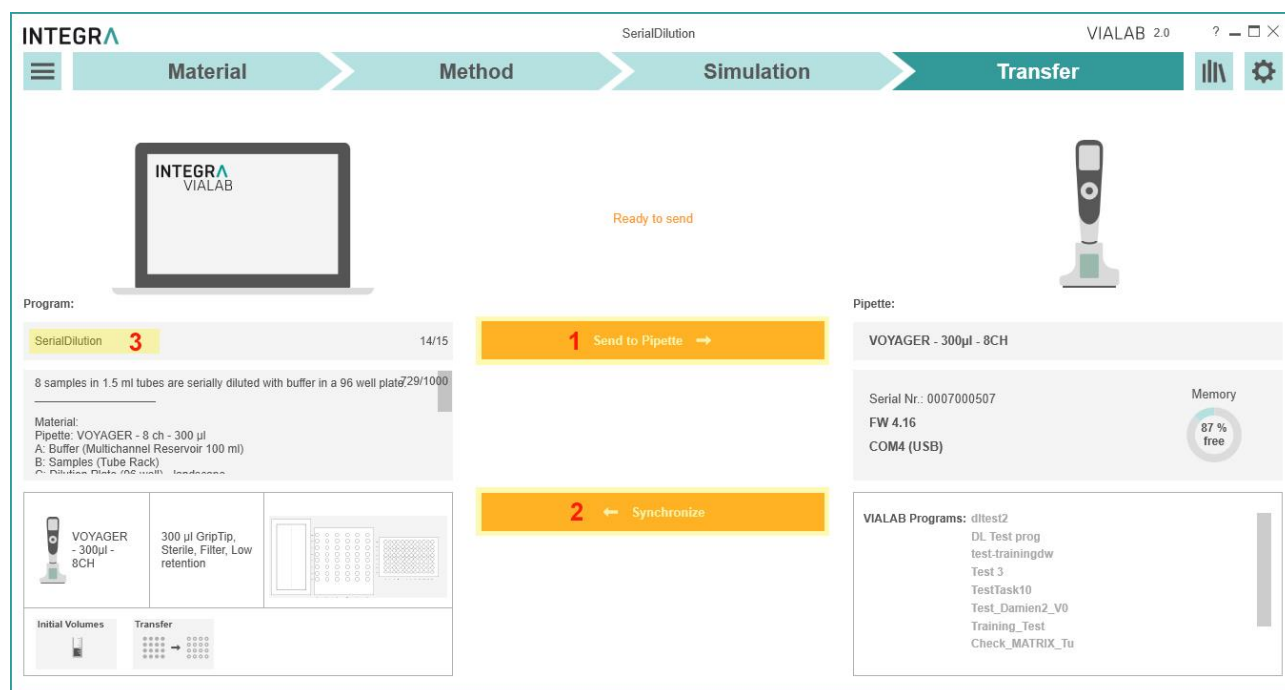 INTEGRA
SerialDilution
VIALAB 2.0
?
Material
Method
Simulation
Transfer
INTEGRA
VIALAB
Ready to send
Program:
Pipette:
SerialDilution 3 14/15
1 Send to Pipette →
VOYAGER - 300µl - 8CH
8 samples in 1.5 ml tubes are serially diluted with buffer in a 96 well plate
729/1000
Material:
Pipette: VOYAGER - 8 ch - 300 µl
A: Buffer (Multichannel Reservoir 100 ml)
B: Samples (Tube Rack)
C: Dilution Plate (96 well) - landscape
Serial Nr.: 0007000507
FW 4.16
COM4 (USB)
Memory
87 %
free
2 ← Synchronize
VOYAGER
- 300µl -
8CH
300 µl GripTip,
Sterile, Filter, Low
retention
Initial Volumes
Transfer
VIALAB Programs: dltest2
DL Test prog
test-trainingdw
Test 3
TestTask10
Test_Damien2_V0
Training_Test
Check_MATRIX_Tu